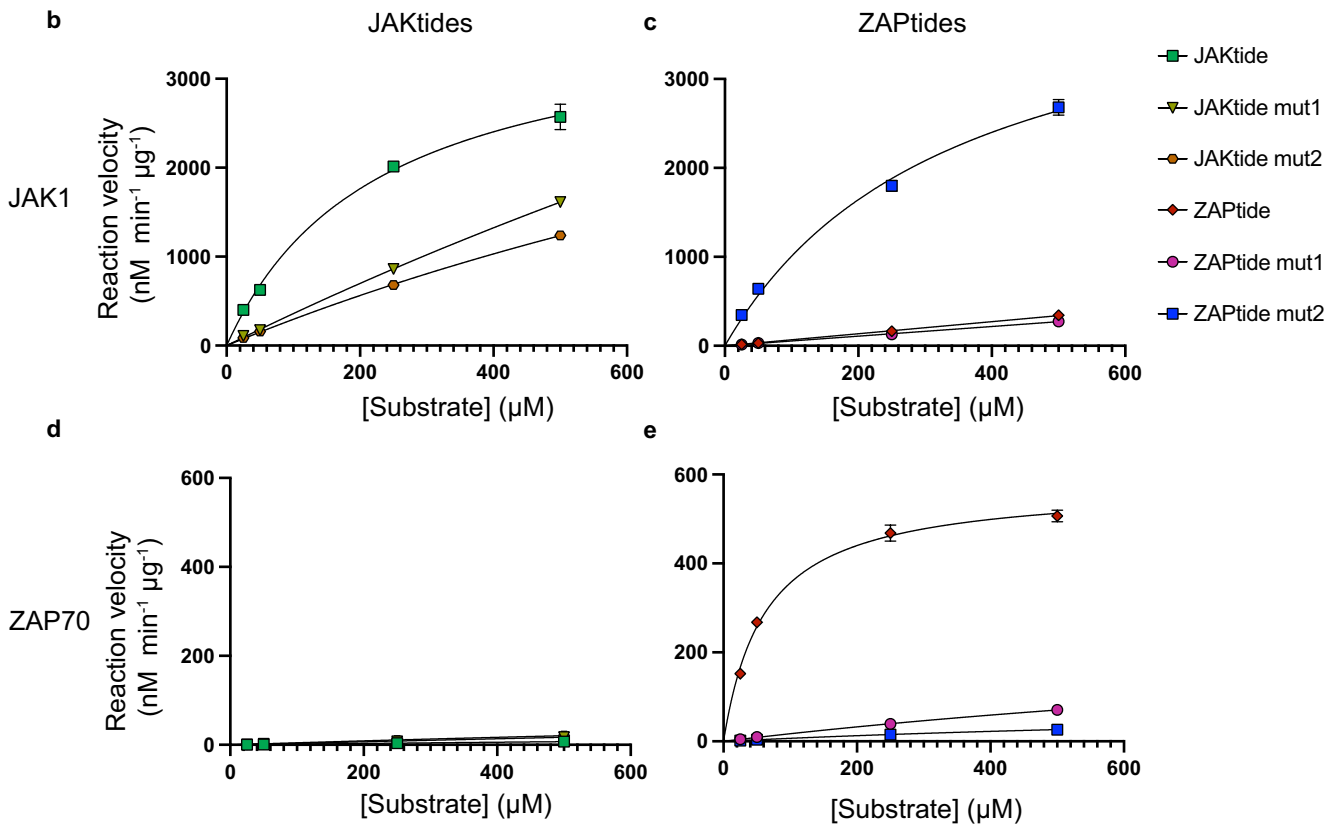 b
JAKtides
JAK1
Reaction velocity
(nM min-1 µg-1)
3000
2000
1000
0
0
200
400
600
[Substrate] (µM)
c
ZAPtides
3000
2000
1000
0
0
200
400
600
[Substrate] (µM)
JAKtide
JAKtide mut1
JAKtide mut2
ZAPtide
ZAPtide mut1
ZAPtide mut2
d
ZAP70
Reaction velocity
(nM min-1 µg-1)
600
400
200
0
0
200
400
600
[Substrate] (µM)
e
600
400
200
0
0
200
400
600
[Substrate] (µM)